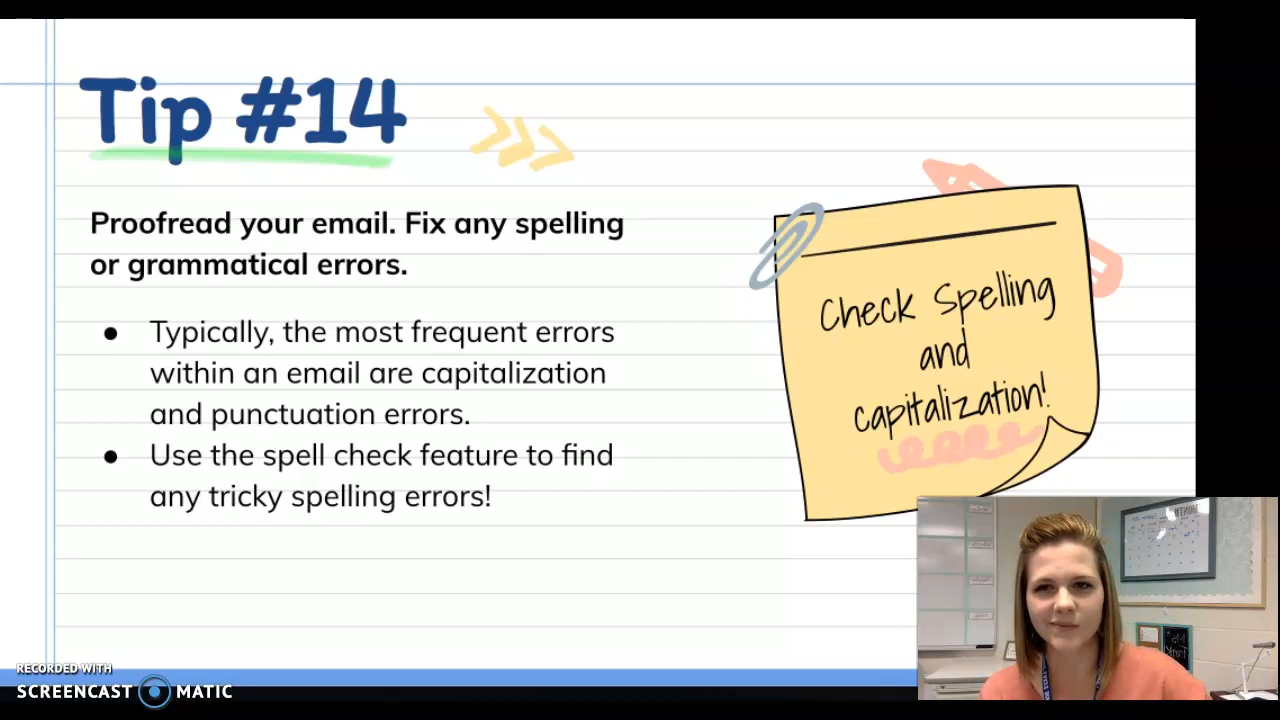 Tip #14
Proofread your email. Fix any spelling
or grammatical errors.
● Typically, the most frequent errors
within an email are capitalization
and punctuation errors.
● Use the spell check feature to find
any tricky spelling errors!
Check Spelling
and
capitalization!
RECORDED WITH
SCREENCAST MATIC